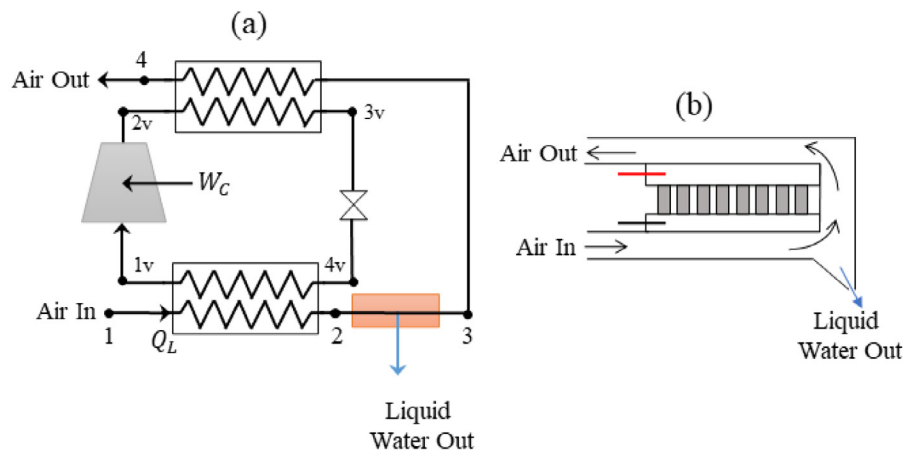 (a)
4
Air Out
2v
3v
W_C
1v
4v
Air In
1
Q_L
2
3
Liquid
Water Out
(b)
Air Out
Air In
Liquid
Water Out